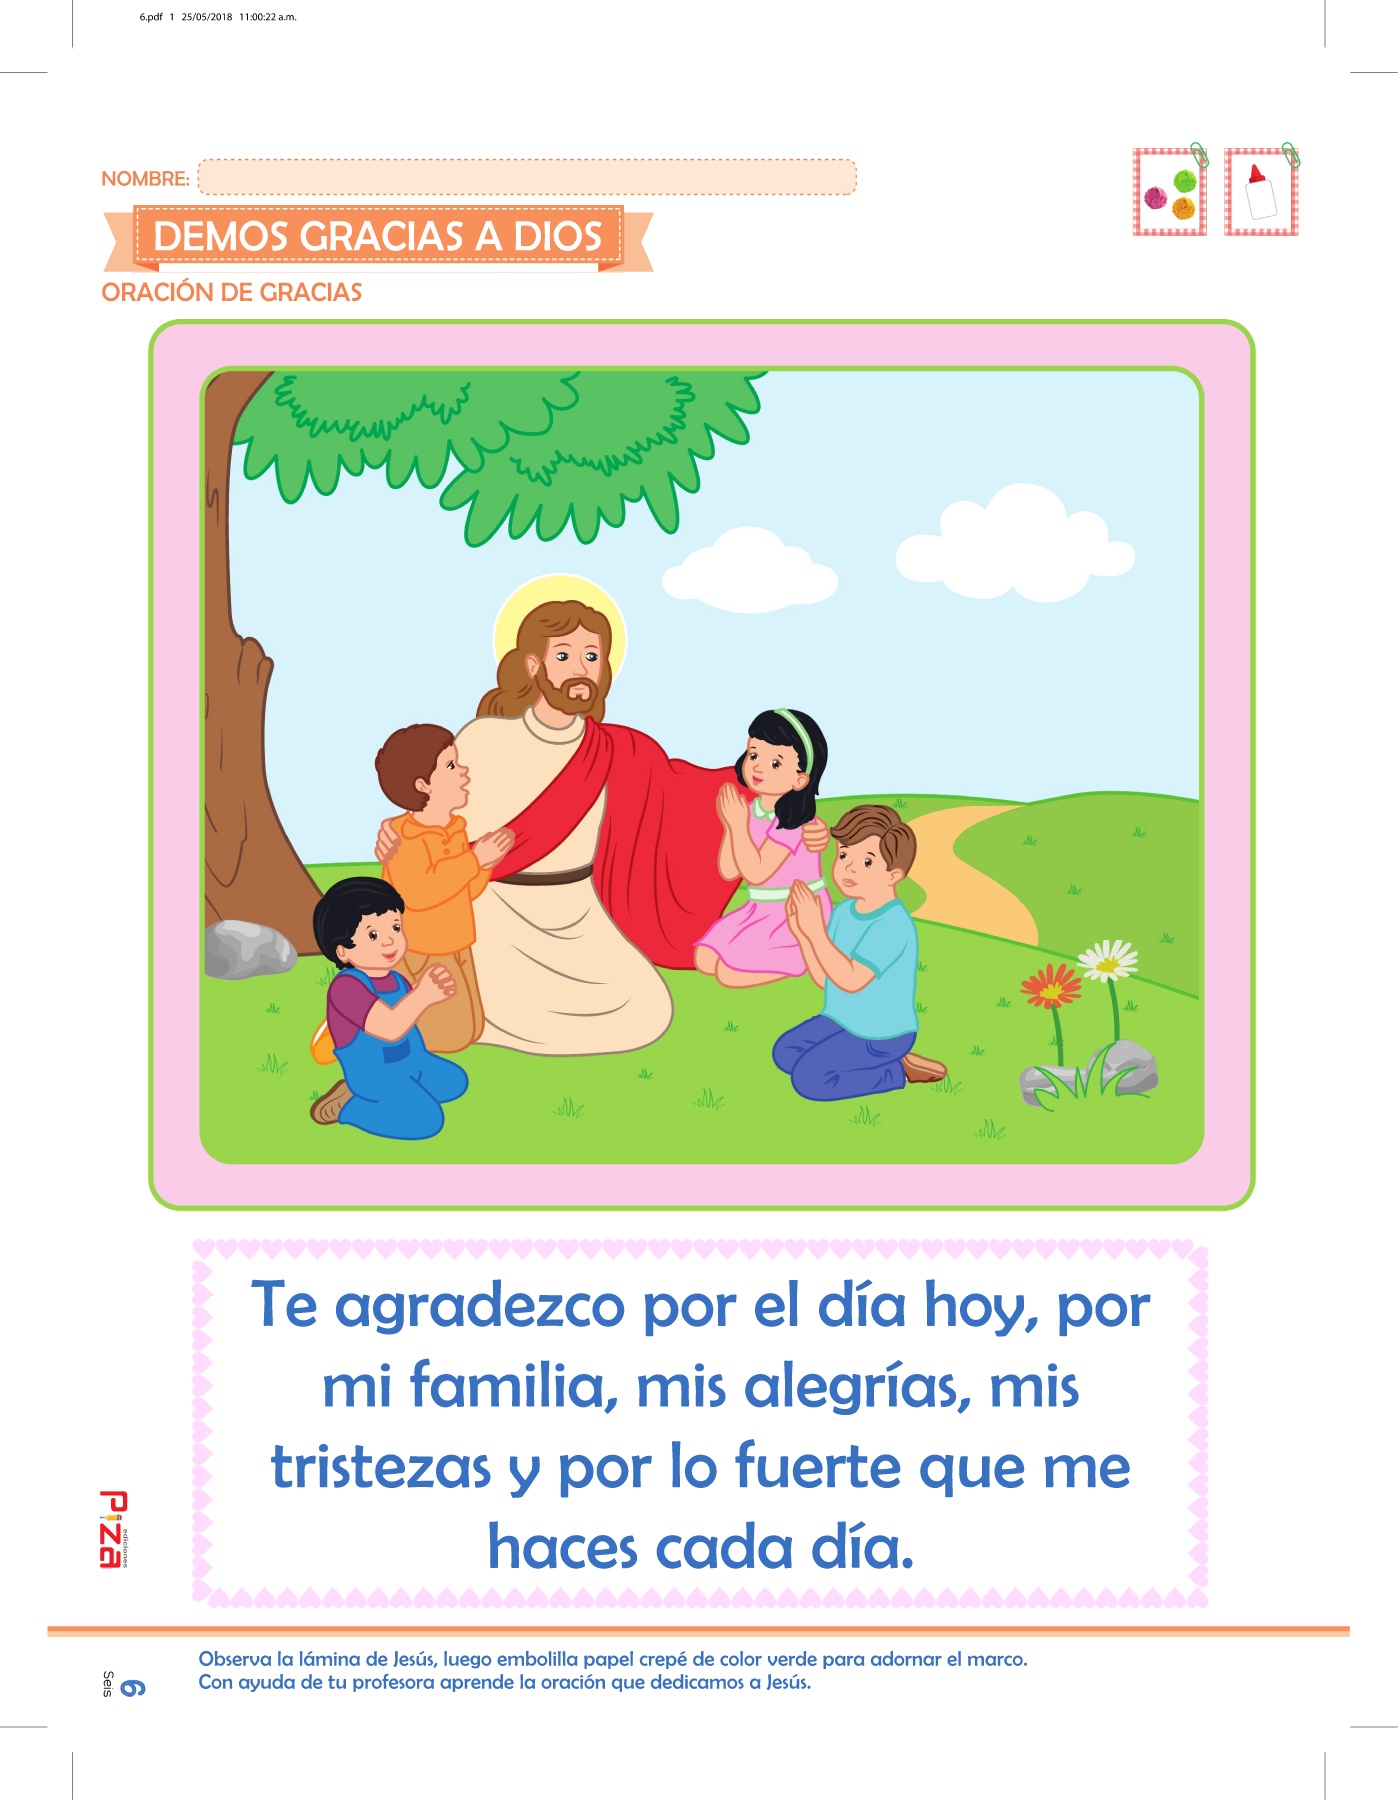 6.pdf 1 25/05/2018 11:00:22 a.m.
NOMBRE:
DEMOS GRACIAS A DIOS
ORACIÓN DE GRACIAS
Te agradezco por el día hoy, por
mi familia, mis alegrías, mis
tristezas y por lo fuerte que me
haces cada día.
Piza
ediciones
Observa la lámina de Jesús, luego embolilla papel crepé de color verde para adornar el marco.
Con ayuda de tu profesora aprende la oración que dedicamos a Jesús.
6
Seis